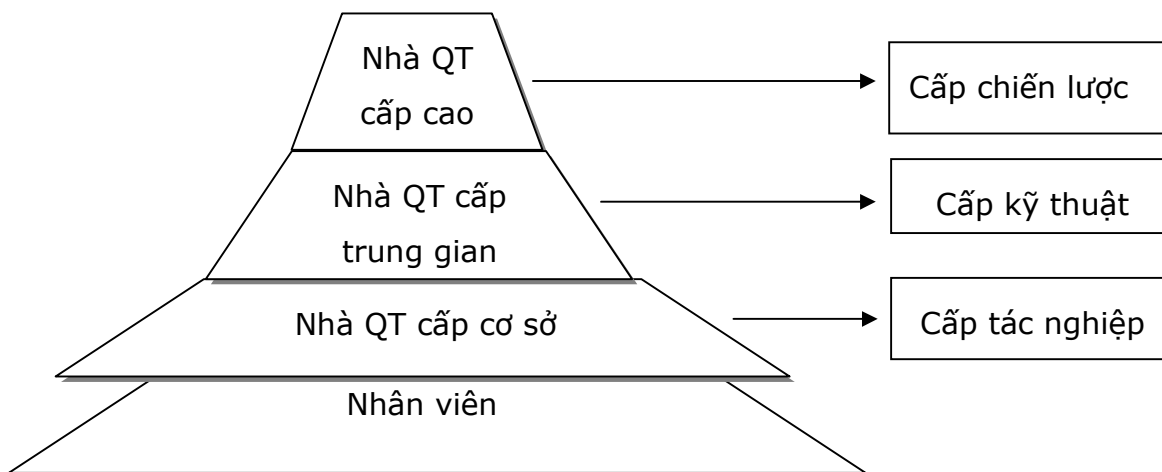 Nhà QT
cấp cao
Cấp chiến lược
Nhà QT cấp
trung gian
Cấp kỹ thuật
Nhà QT cấp cơ sở
Cấp tác nghiệp
Nhân viên